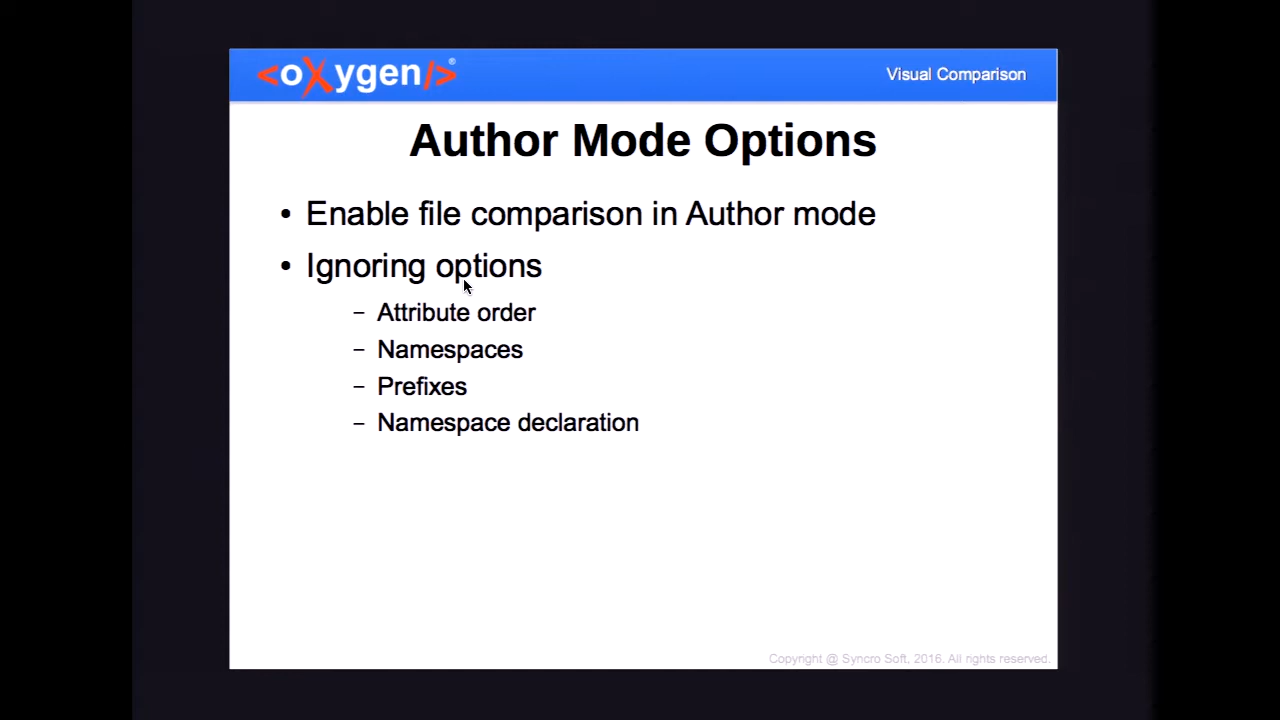 <oXygen/>®
Visual Comparison
Author Mode Options
• Enable file comparison in Author mode
• Ignoring options
– Attribute order
– Namespaces
– Prefixes
– Namespace declaration
Copyright @ Syncro Soft, 2016. All rights reserved.